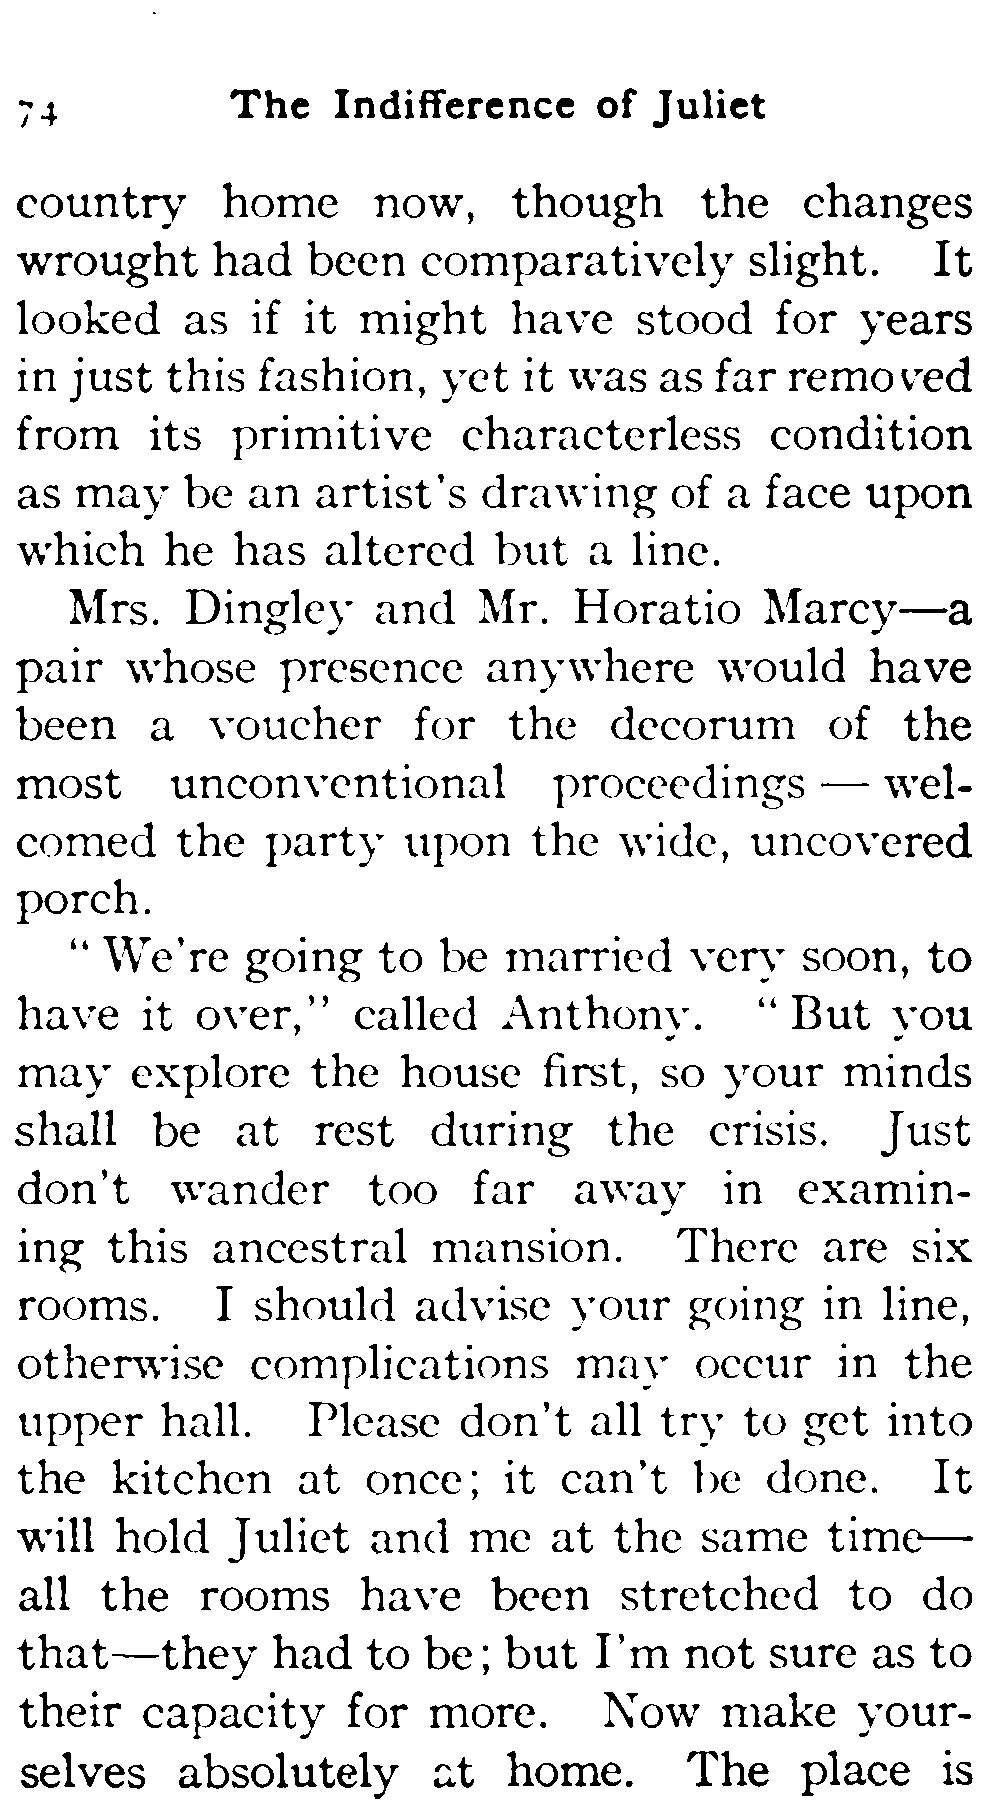 74 The Indifference of Juliet
country home now, though the changes
wrought had been comparatively slight. It
looked as if it might have stood for years
in just this fashion, yet it was as far removed
from its primitive characterless condition
as may be an artist's drawing of a face upon
which he has altered but a line.
Mrs. Dingley and Mr. Horatio Marcy—a
pair whose presence anywhere would have
been a voucher for the decorum of the
most unconventional proceedings — wel-
comed the party upon the wide, uncovered
porch.
"We're going to be married very soon, to
have it over," called Anthony. "But you
may explore the house first, so your minds
shall be at rest during the crisis. Just
don't wander too far away in examin-
ing this ancestral mansion. There are six
rooms. I should advise your going in line,
otherwise complications may occur in the
upper hall. Please don't all try to get into
the kitchen at once; it can't be done. It
will hold Juliet and me at the same time—
all the rooms have been stretched to do
that—they had to be; but I'm not sure as to
their capacity for more. Now make your-
selves absolutely at home. The place is